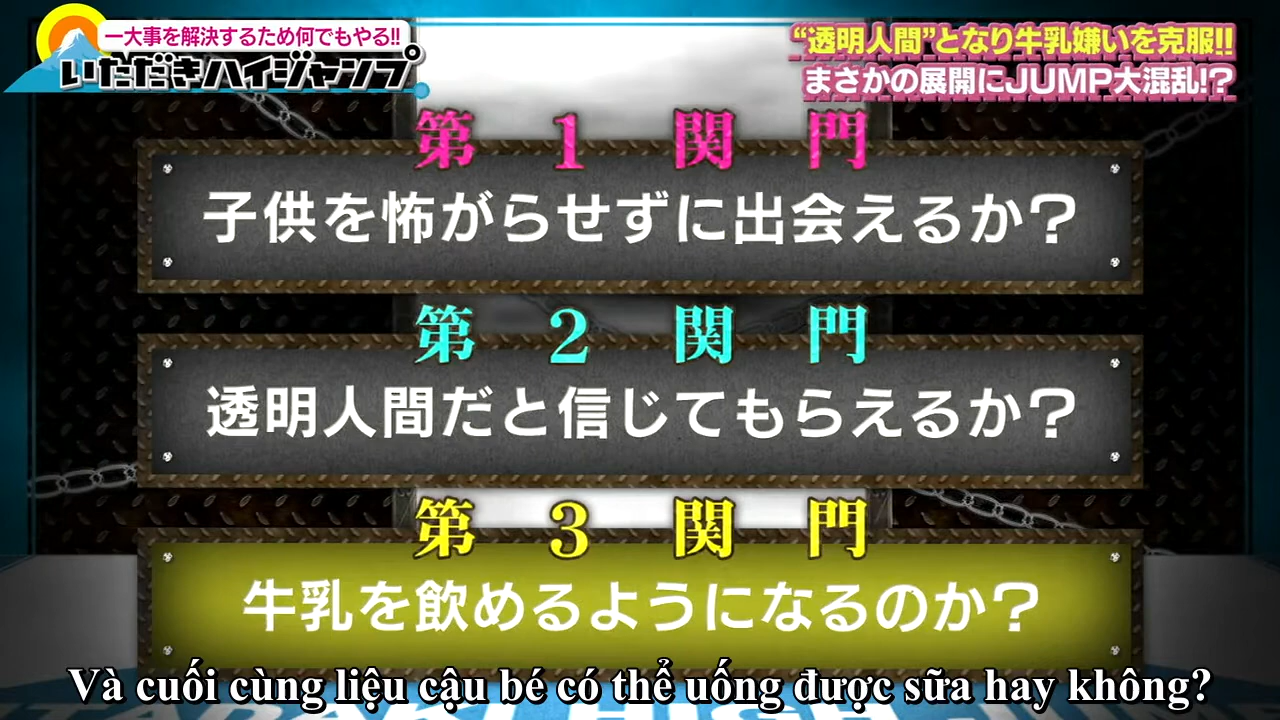 一大事を解決するため何でもやる!!
いただきハイジャンプ
“透明人間”となり牛乳嫌いを克服!!
まさかの展開にJUMP大混乱!?
第1関門
子供を怖がらせずに出会えるか?
第2関門
透明人間だと信じてもらえるか?
第3関門
牛乳を飲めるようになるのか?
Và cuối cùng liệu cậu bé có thể uống được sữa hay không?